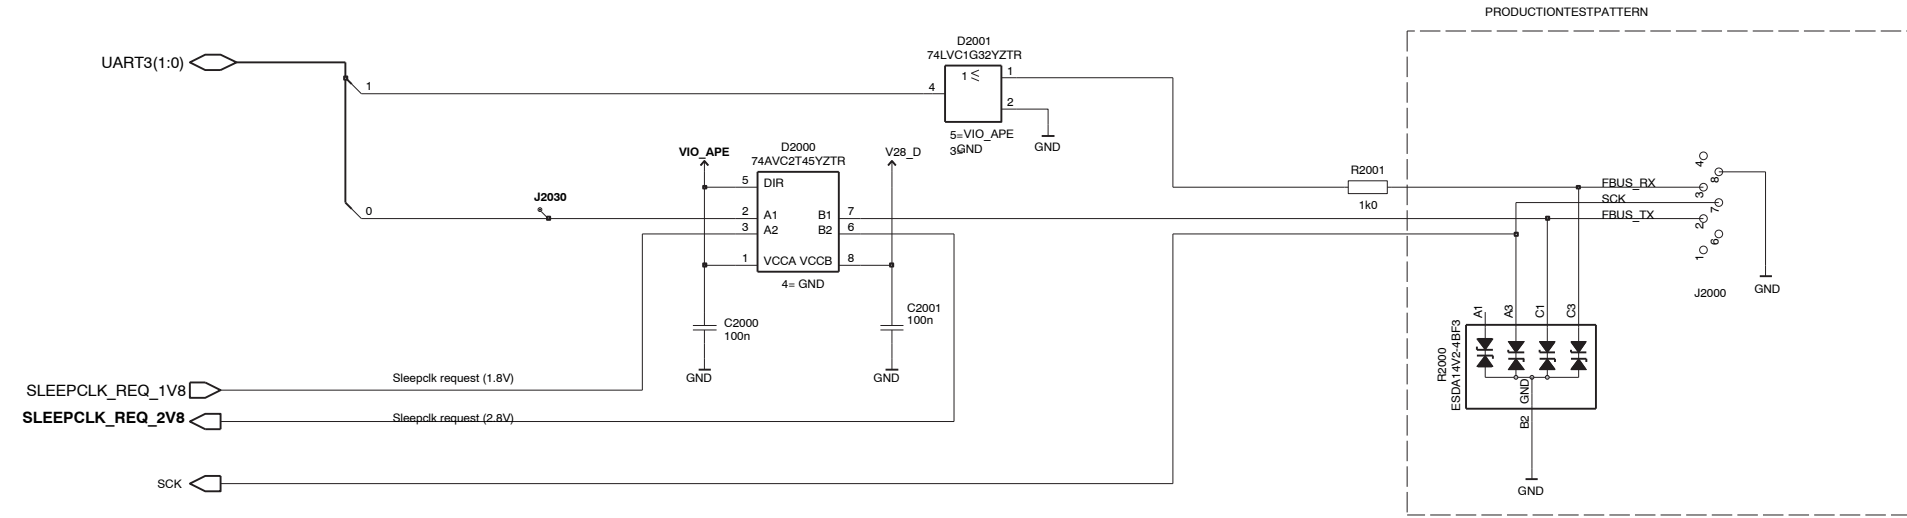 PRODUCTIONTESTPATTERN
UART3(1:0)
1
0
D2001
74LVC1G32YZTR
1 ≤
4
1
2
5=VIO_APE
3=GND
GND
VIO_APE
D2000
74AVC2T45YZTR
V28_D
J2030
5
DIR
2
A1
B1
7
3
A2
B2
6
1
VCCA VCCB
8
4= GND
C2000
100n
C2001
100n
GND
GND
R2001
1k0
FBUS_RX
SCK
FBUS_TX
4
8
3
7
2
6
1
J2000
GND
A1
A3
C1
C3
R2000
ESDA14V2-4BF3
GND
B2
GND
SLEEPCLK_REQ_1V8
Sleepclk request (1.8V)
SLEEPCLK_REQ_2V8
Sleepclk request (2.8V)
SCK